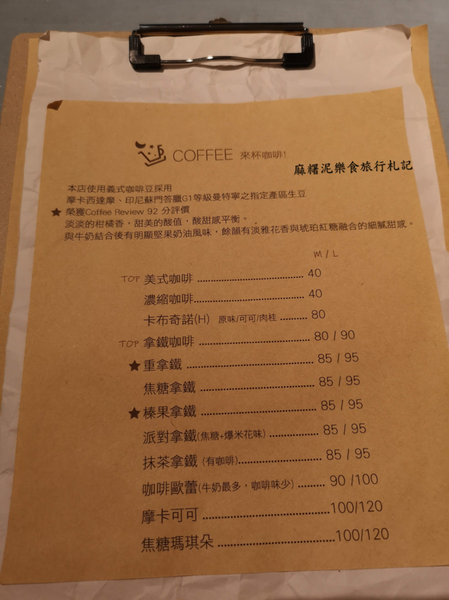 COFFEE 來杯咖啡!
麻糬泥樂食旅行札記
本店使用義式咖啡豆採用
摩卡西達摩、印尼蘇門答臘G1等級曼特寧之指定產區生豆
★榮獲Coffee Review 92 分評價
淡淡的柑橘香，甜美的酸值，酸甜感平衡。
與牛奶結合後有明顯堅果奶油風味，餘韻有淡雅花香與琥珀紅糖融合的細膩甜感。
M / L
TOP 美式咖啡 40
濃縮咖啡 40
卡布奇諾(H) 原味/可可/肉桂 80
TOP 拿鐵咖啡 80 / 90
★ 重拿鐵 85 / 95
焦糖拿鐵 85 / 95
★ 榛果拿鐵 85 / 95
派對拿鐵(焦糖+爆米花味) 85 / 95
抹茶拿鐵 (有咖啡) 85 / 95
咖啡歐蕾(牛奶最多，咖啡味少) 90 /100
摩卡可可 100/120
焦糖瑪琪朵 100/120